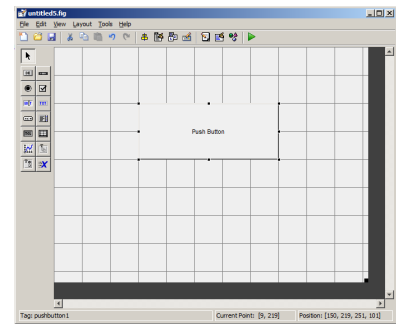 untitled5.fig
File Edit View Layout Tools Help
Push Button
Tag: pushbutton1
Current Point: [9, 219]
Position: [150, 219, 251, 101]